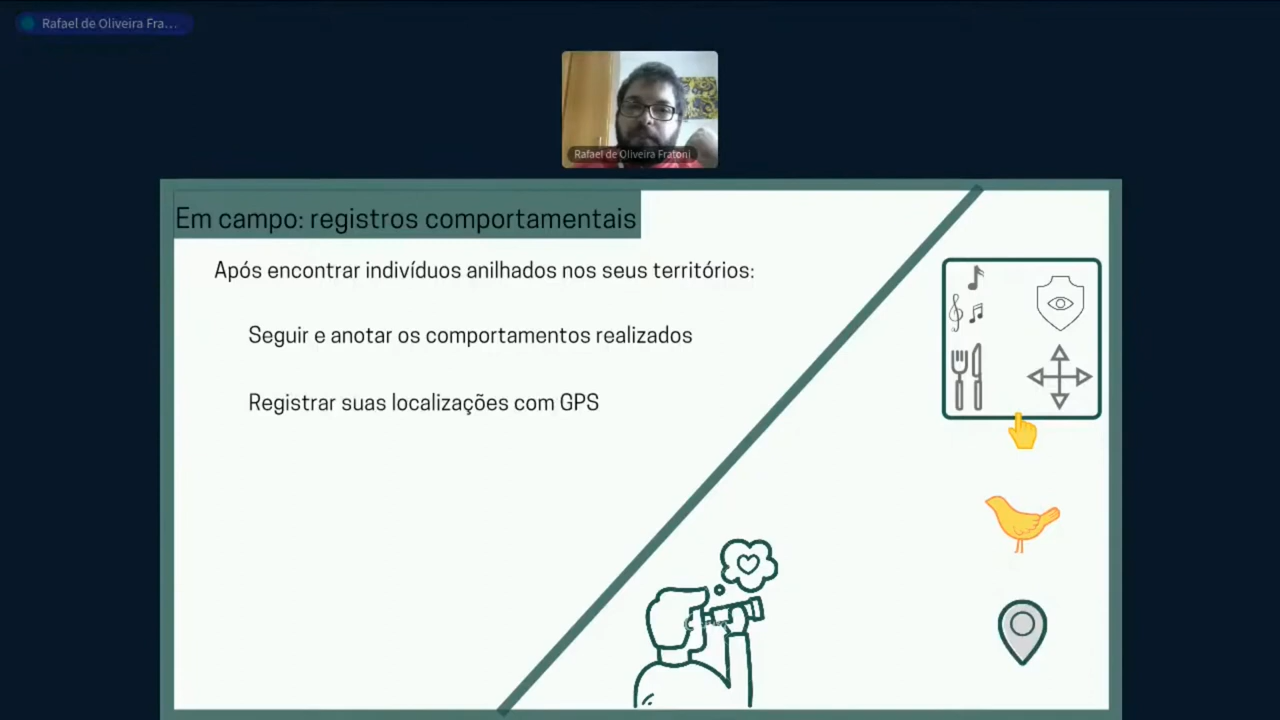 Rafael de Oliveira Fra...
Rafael de Oliveira Fratoni
Em campo: registros comportamentais
Após encontrar indivíduos anilhados nos seus territórios:
Seguir e anotar os comportamentos realizados
Registrar suas localizações com GPS